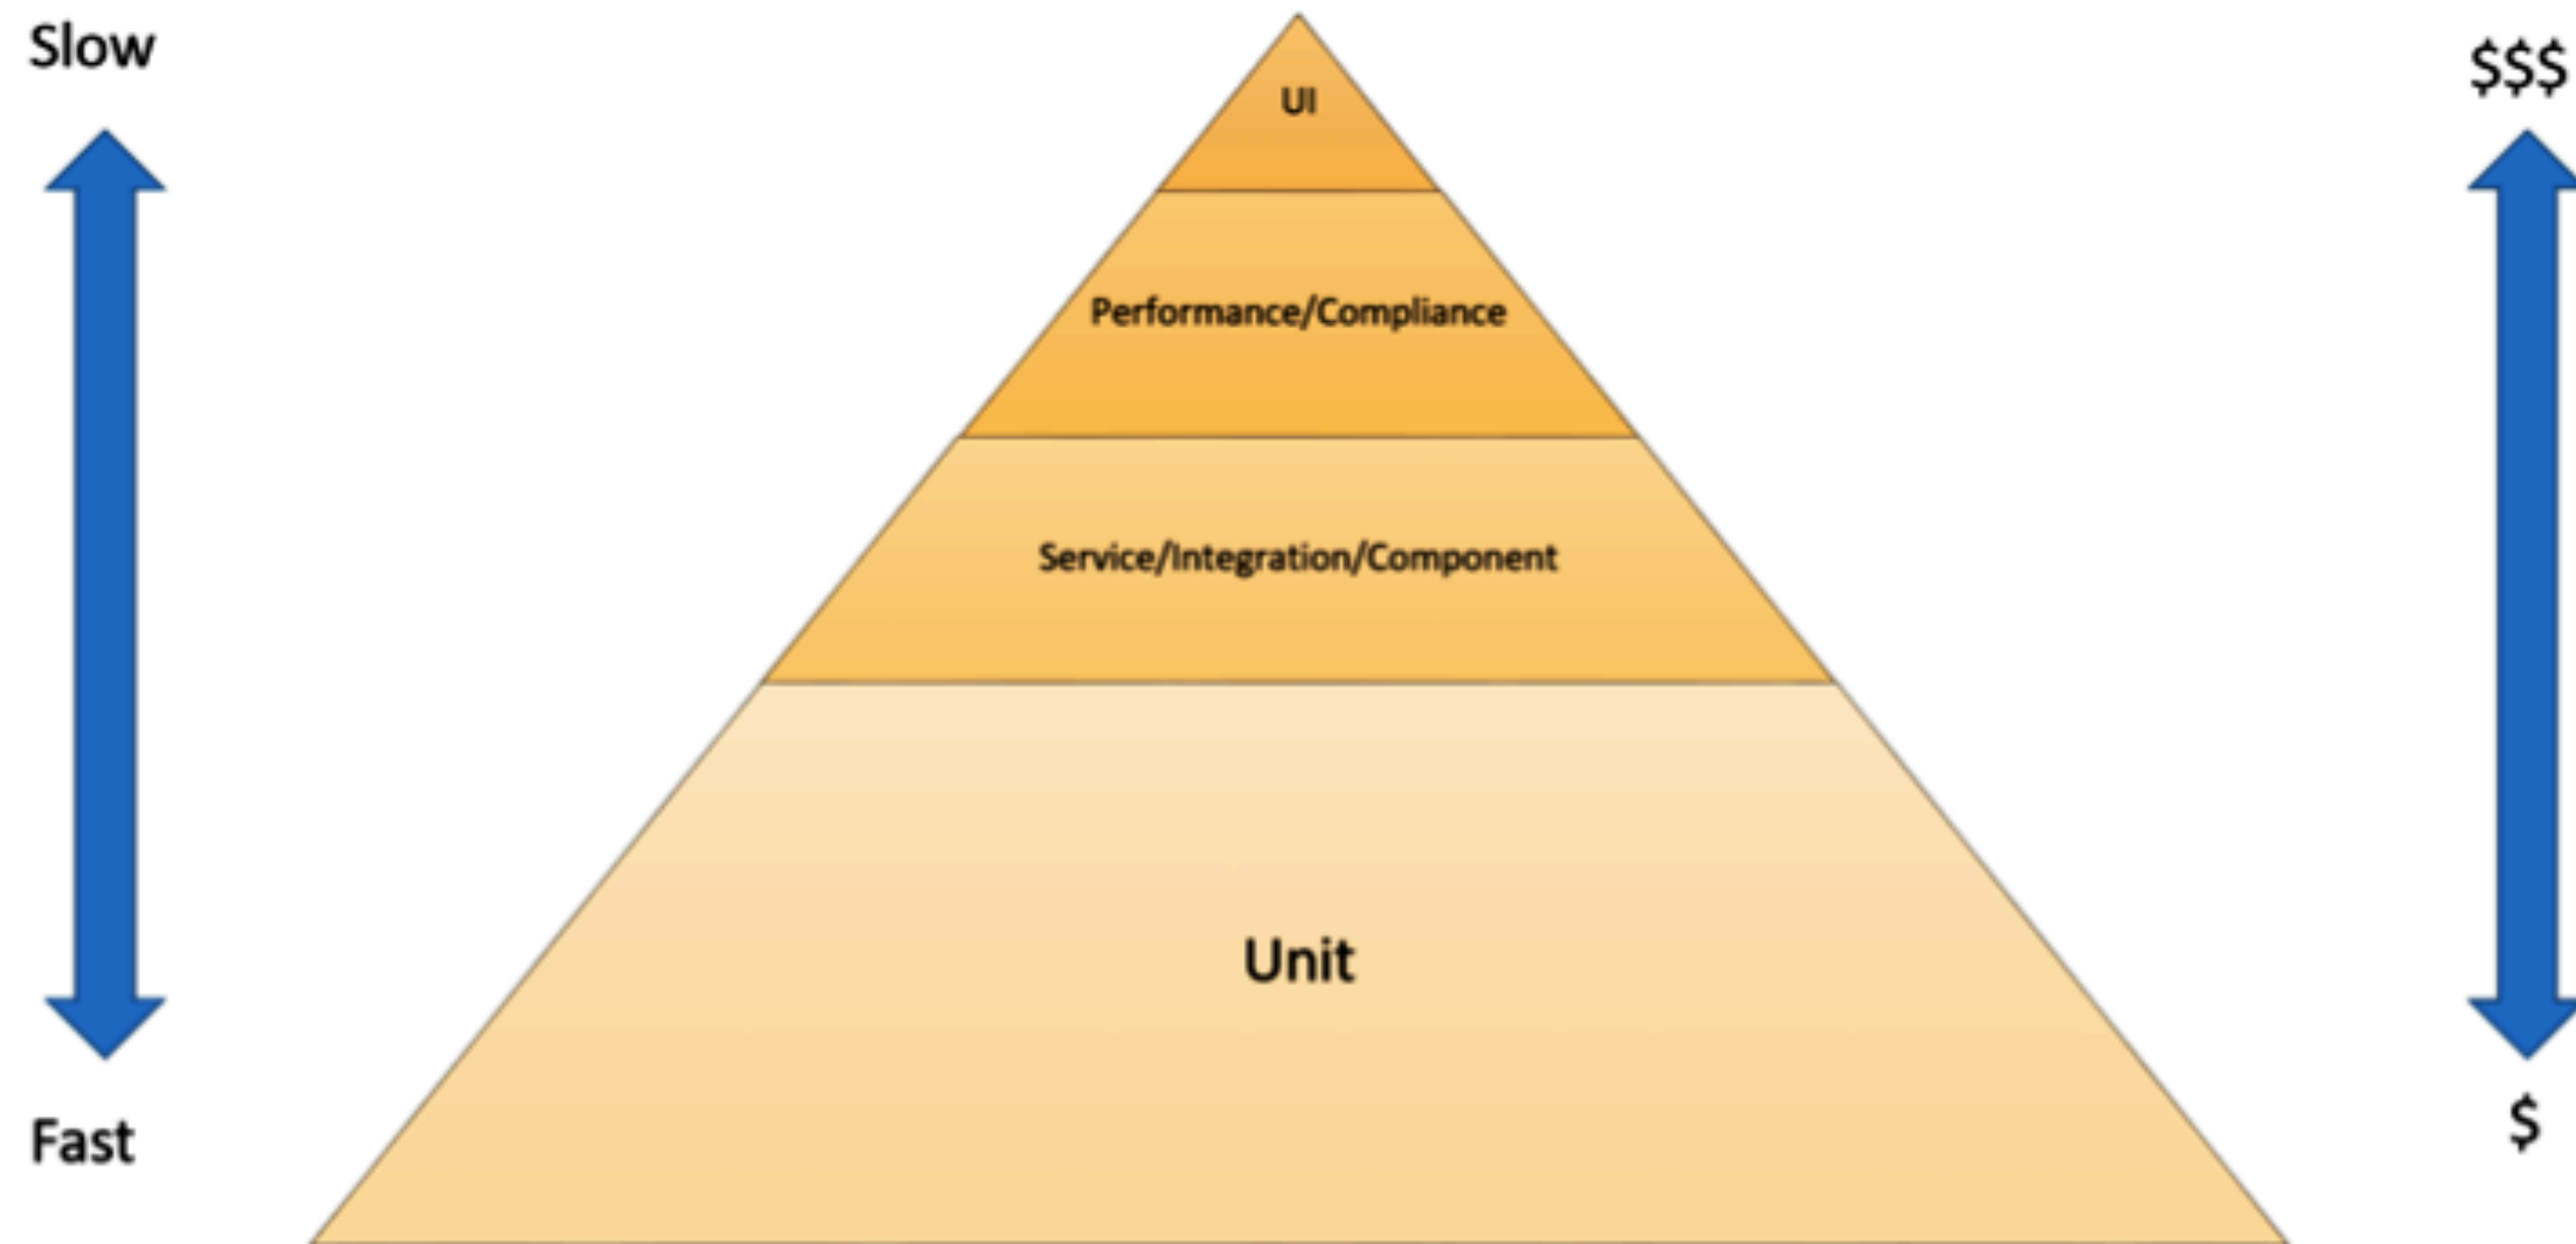 Slow
$$$
UI
Performance/Compliance
Service/Integration/Component
Unit
Fast
$